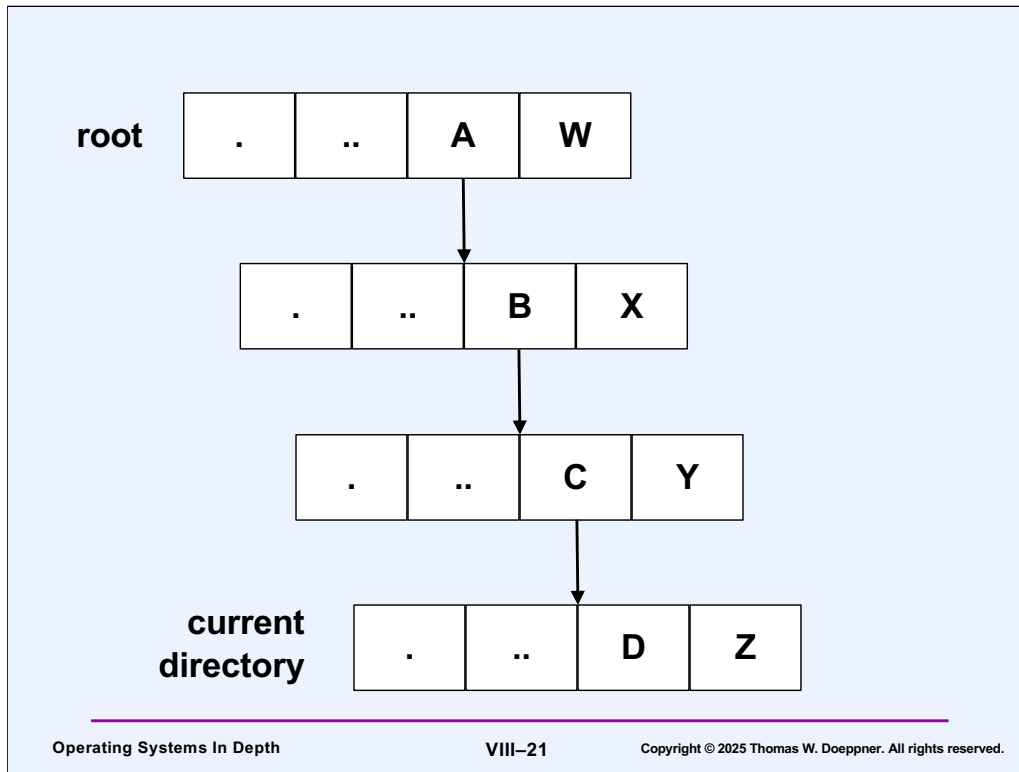 root . .. A W
. .. B X
. .. C Y
current
directory . .. D Z
Operating Systems In Depth VIII–21 Copyright © 2025 Thomas W. Doeppner. All rights reserved.